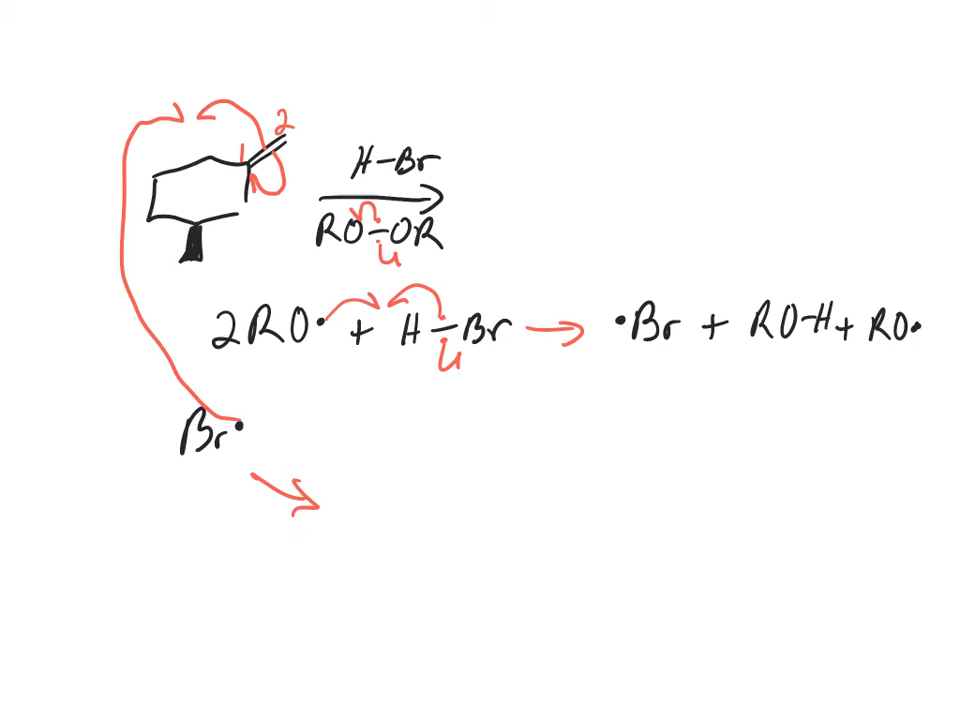 2
H-Br
RO-OR
2RO• + H-Br → •Br + RO-H + RO•
Br•